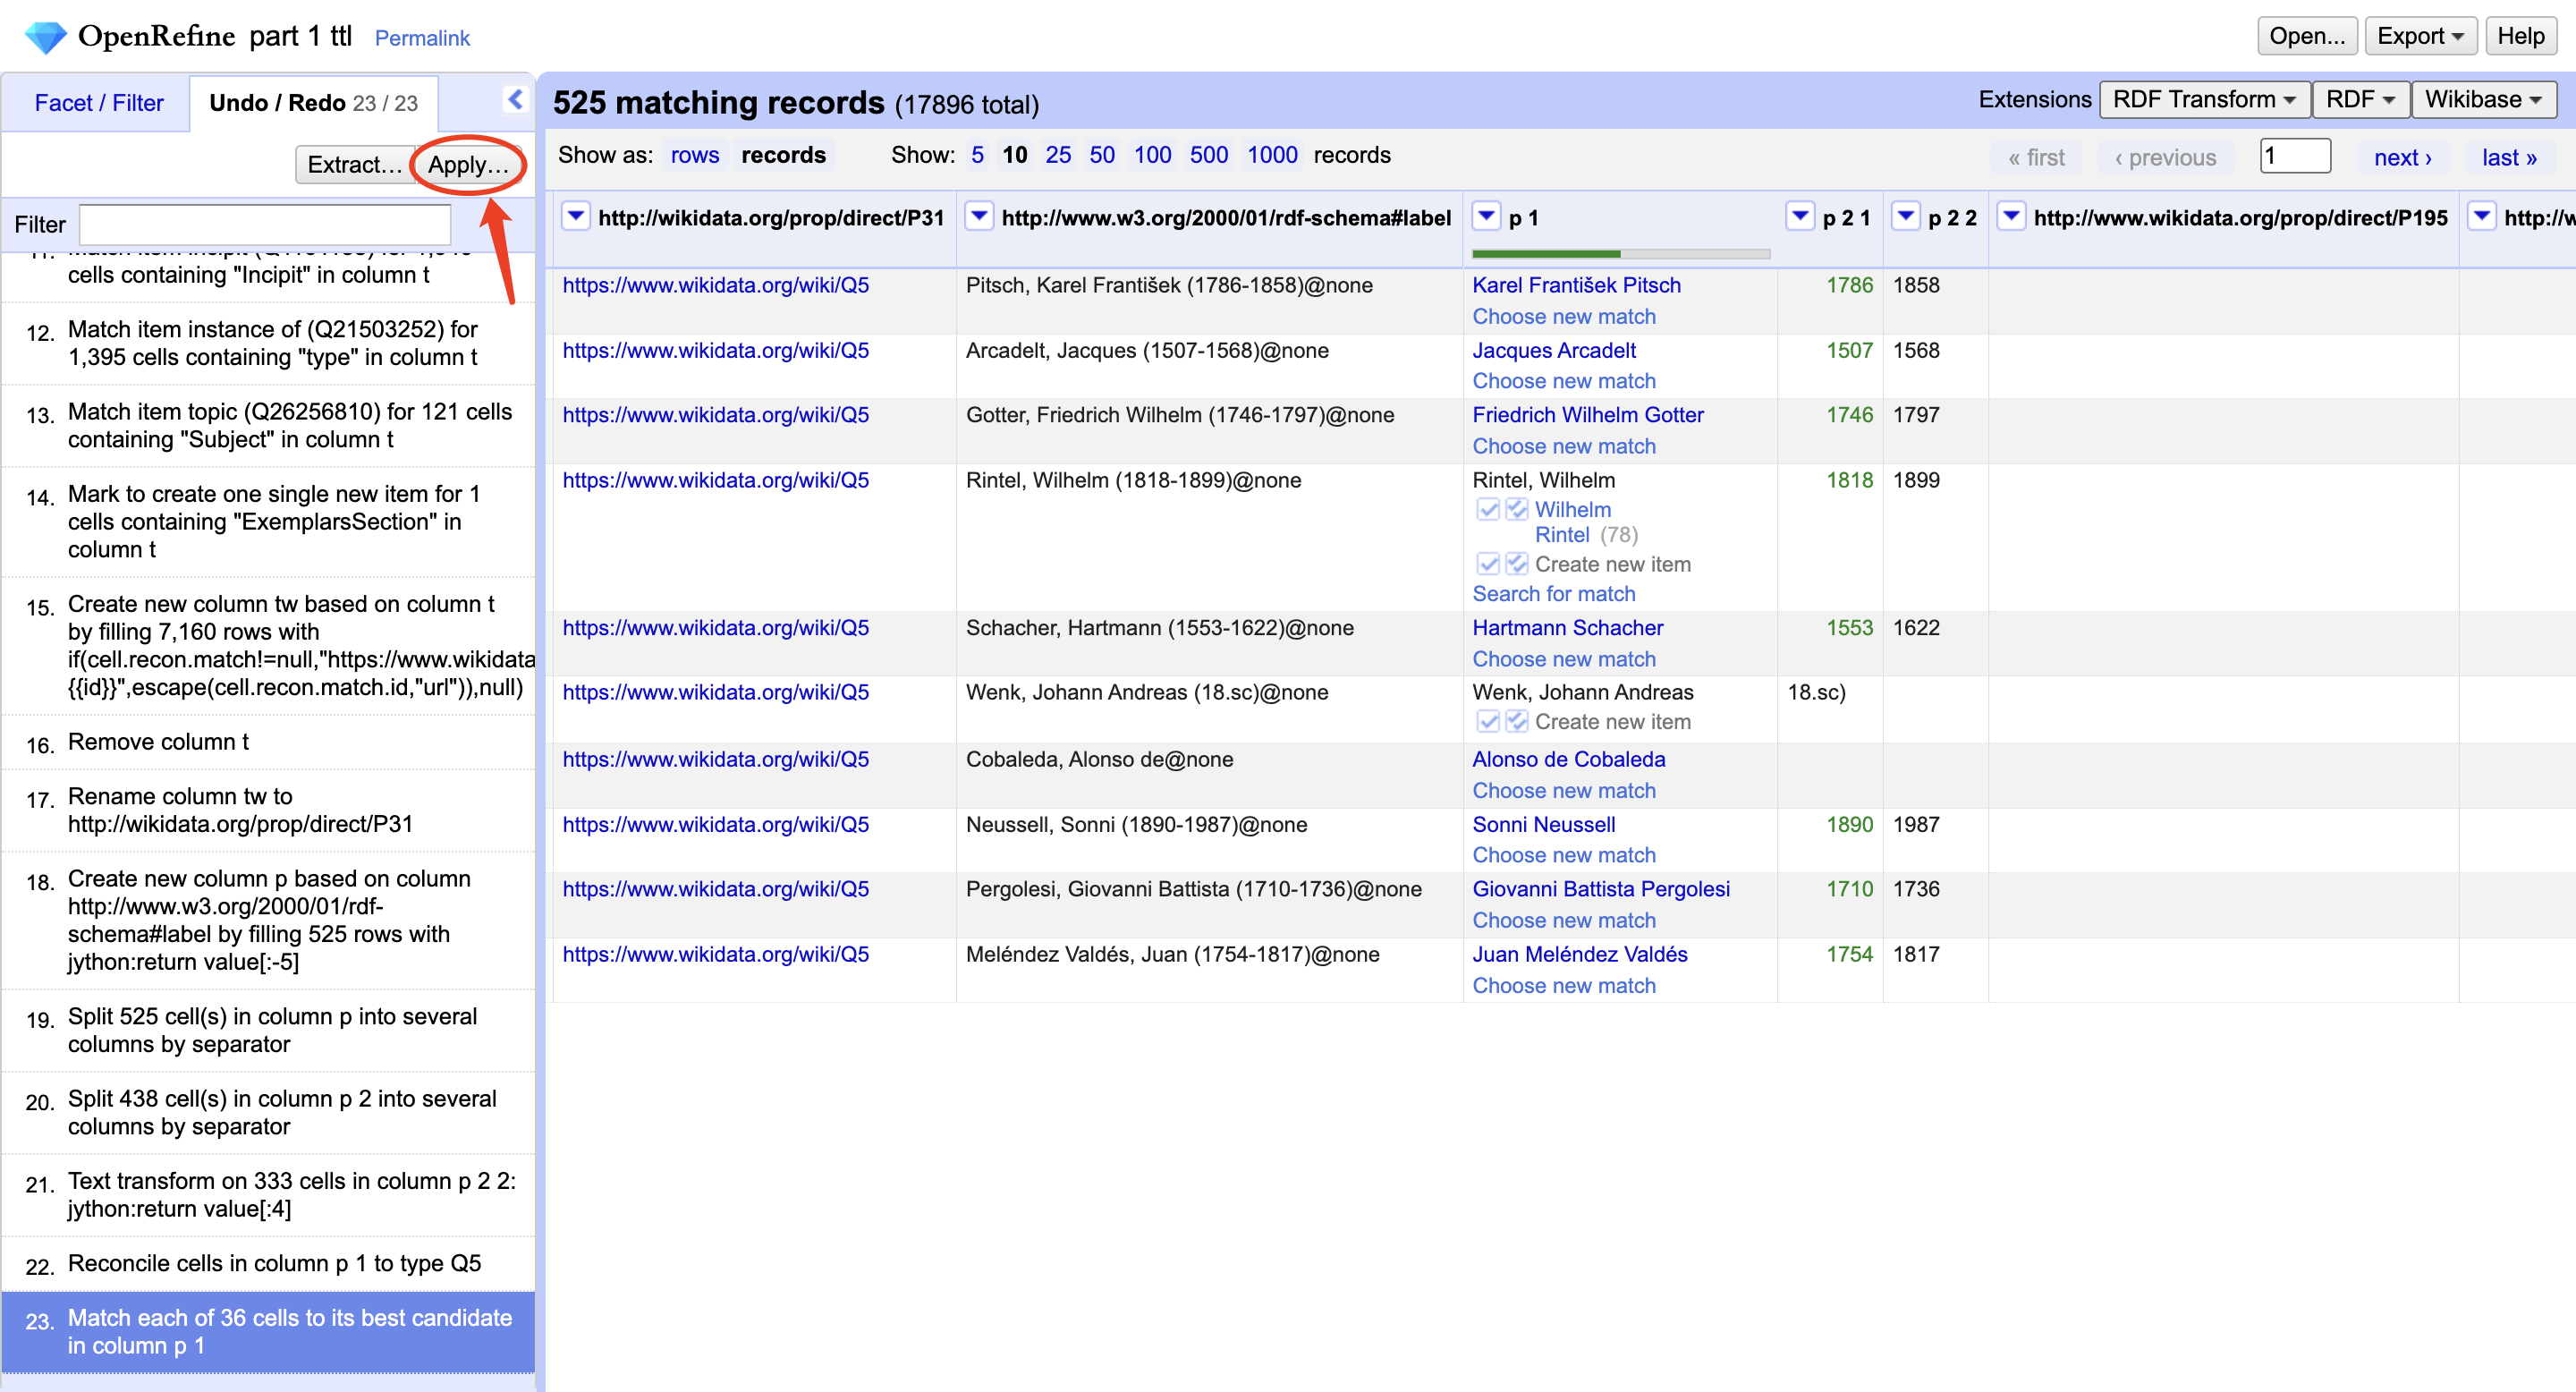 OpenRefine part 1 ttl Permalink
Open... Export Help
Facet / Filter Undo / Redo 23 / 23
525 matching records (17896 total)
Extensions RDF Transform RDF Wikibase
Extract... Apply...
Show as: rows records Show: 5 10 25 50 100 500 1000 records
« first ‹ previous 1 next › last »
Filter
cells containing "Incipit" in column t
12. Match item instance of (Q21503252) for
1,395 cells containing "type" in column t
13. Match item topic (Q26256810) for 121 cells
containing "Subject" in column t
14. Mark to create one single new item for 1
cells containing "ExemplarsSection" in
column t
15. Create new column tw based on column t
by filling 7,160 rows with
if(cell.recon.match!=null,"https://www.wikidata
{{id}}",escape(cell.recon.match.id,"url")),null)
16. Remove column t
17. Rename column tw to
http://wikidata.org/prop/direct/P31
18. Create new column p based on column
http://www.w3.org/2000/01/rdf-
schema#label by filling 525 rows with
jython:return value[:-5]
19. Split 525 cell(s) in column p into several
columns by separator
20. Split 438 cell(s) in column p 2 into several
columns by separator
21. Text transform on 333 cells in column p 2 2:
jython:return value[:4]
22. Reconcile cells in column p 1 to type Q5
23. Match each of 36 cells to its best candidate
in column p 1
http://wikidata.org/prop/direct/P31 http://www.w3.org/2000/01/rdf-schema#label p 1 p 2 1 p 2 2 http://www.wikidata.org/prop/direct/P195 http://w
https://www.wikidata.org/wiki/Q5 Pitsch, Karel František (1786-1858)@none Karel František Pitsch 1786 1858
Choose new match
https://www.wikidata.org/wiki/Q5 Arcadelt, Jacques (1507-1568)@none Jacques Arcadelt 1507 1568
Choose new match
https://www.wikidata.org/wiki/Q5 Gotter, Friedrich Wilhelm (1746-1797)@none Friedrich Wilhelm Gotter 1746 1797
Choose new match
https://www.wikidata.org/wiki/Q5 Rintel, Wilhelm (1818-1899)@none Rintel, Wilhelm 1818 1899
Wilhelm
Rintel (78)
Create new item
Search for match
https://www.wikidata.org/wiki/Q5 Schacher, Hartmann (1553-1622)@none Hartmann Schacher 1553 1622
Choose new match
https://www.wikidata.org/wiki/Q5 Wenk, Johann Andreas (18.sc)@none Wenk, Johann Andreas 18.sc)
Create new item
https://www.wikidata.org/wiki/Q5 Cobaleda, Alonso de@none Alonso de Cobaleda
Choose new match
https://www.wikidata.org/wiki/Q5 Neussell, Sonni (1890-1987)@none Sonni Neussell 1890 1987
Choose new match
https://www.wikidata.org/wiki/Q5 Pergolesi, Giovanni Battista (1710-1736)@none Giovanni Battista Pergolesi 1710 1736
Choose new match
https://www.wikidata.org/wiki/Q5 Meléndez Valdés, Juan (1754-1817)@none Juan Meléndez Valdés 1754 1817
Choose new match